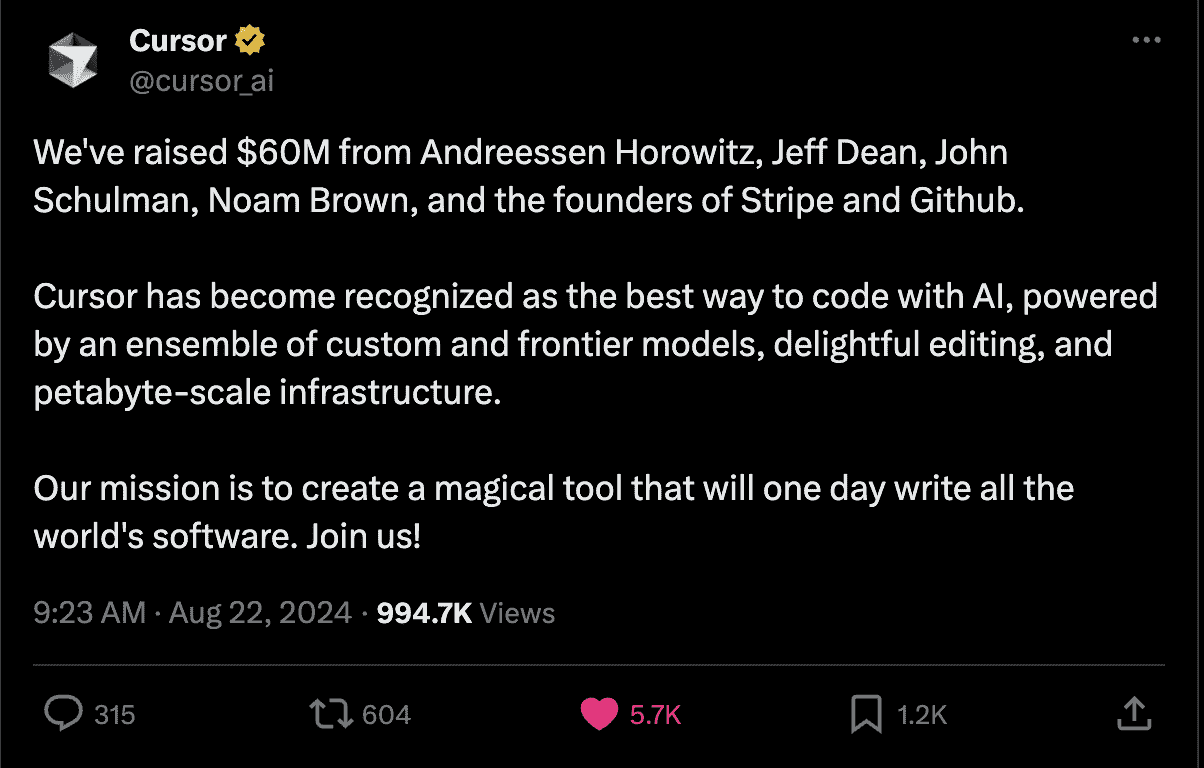 Cursor
@cursor_ai
We've raised $60M from Andreessen Horowitz, Jeff Dean, John
Schulman, Noam Brown, and the founders of Stripe and Github.
Cursor has become recognized as the best way to code with AI, powered
by an ensemble of custom and frontier models, delightful editing, and
petabyte-scale infrastructure.
Our mission is to create a magical tool that will one day write all the
world's software. Join us!
9:23 AM · Aug 22, 2024 · 994.7K Views
315 604 5.7K 1.2K